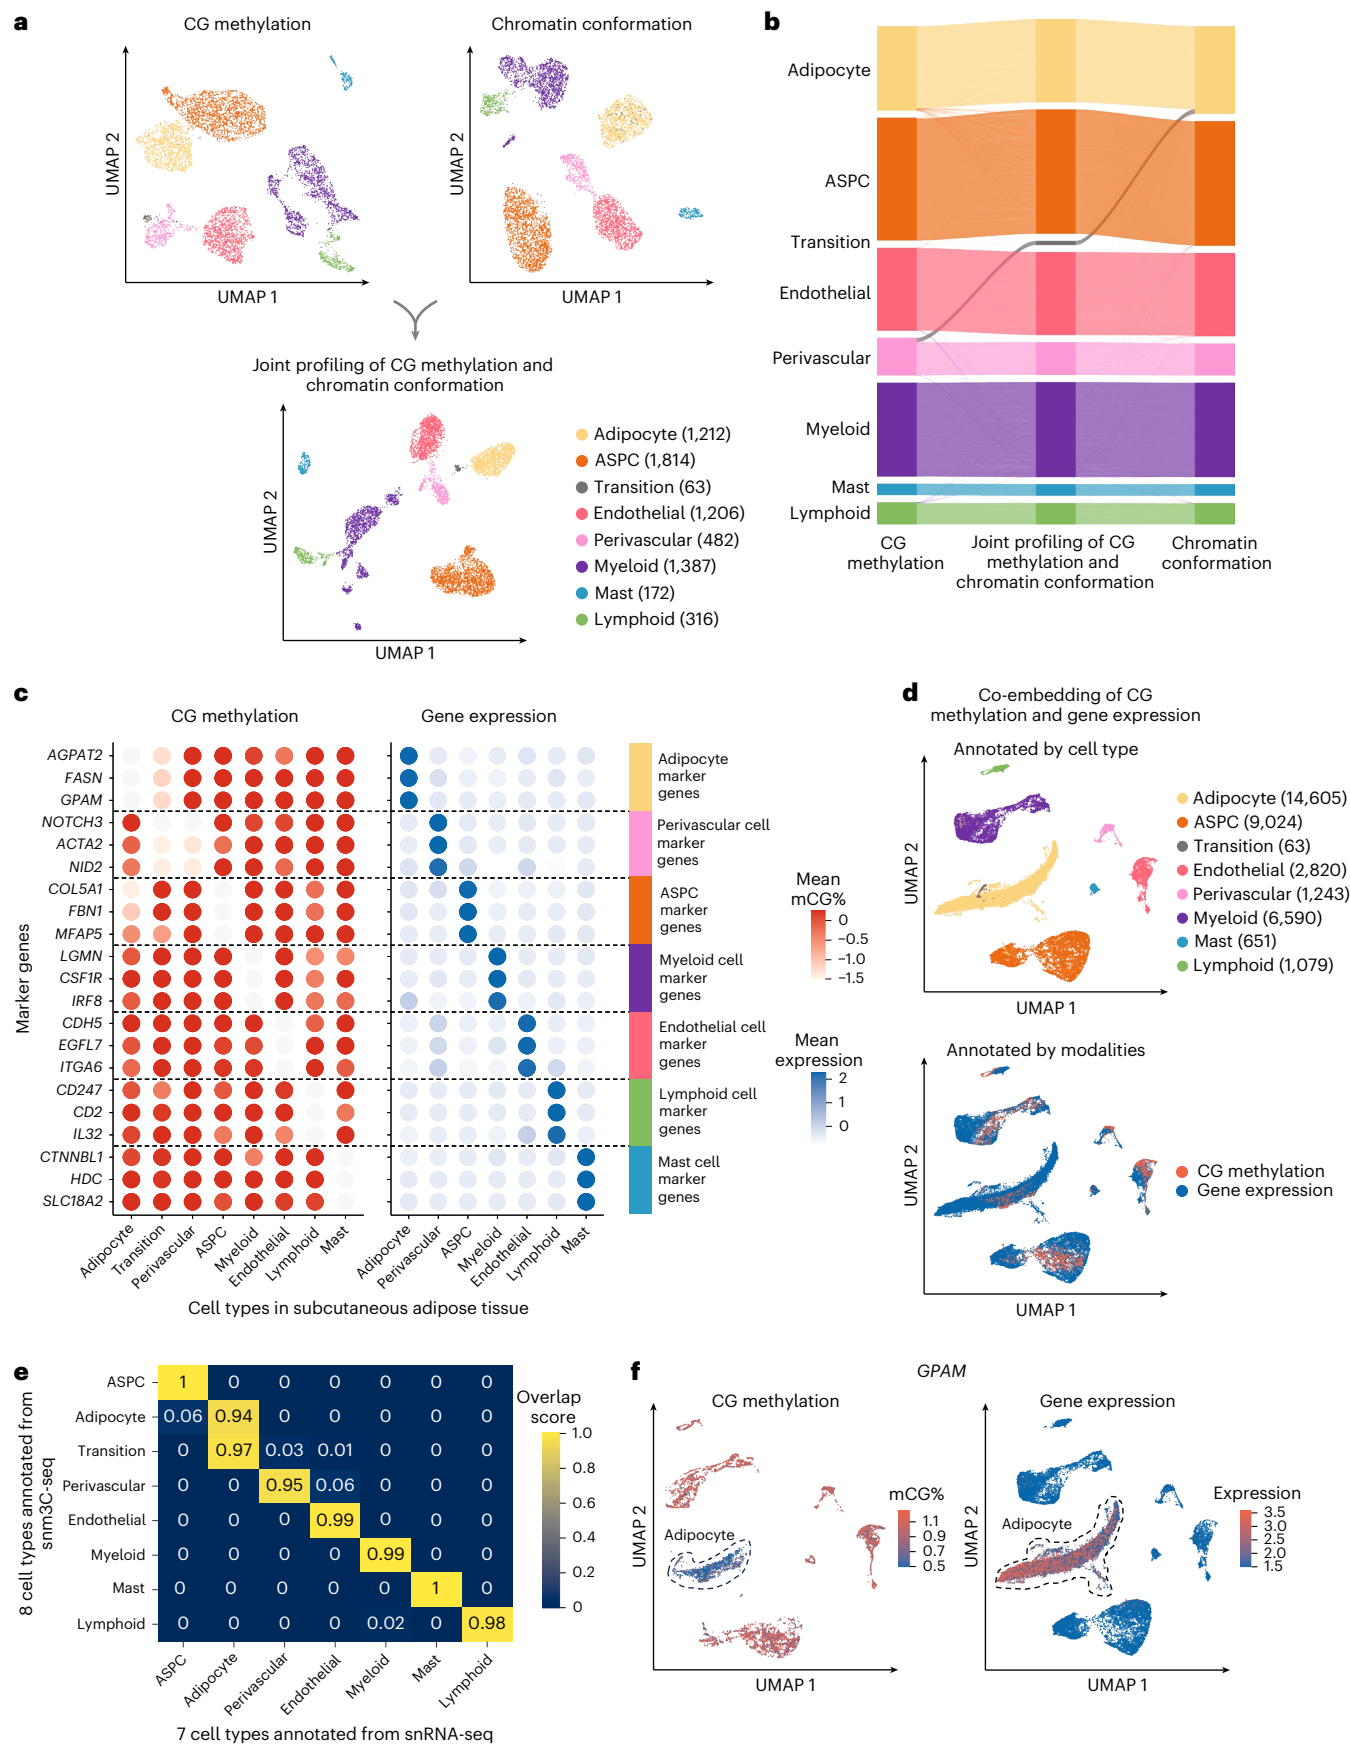 a
CG methylation
Chromatin conformation
UMAP 2
UMAP 1
UMAP 2
UMAP 1
Joint profiling of CG methylation and
chromatin conformation
UMAP 2
UMAP 1
Adipocyte (1,212)
ASPC (1,814)
Transition (63)
Endothelial (1,206)
Perivascular (482)
Myeloid (1,387)
Mast (172)
Lymphoid (316)
b
Adipocyte
ASPC
Transition
Endothelial
Perivascular
Myeloid
Mast
Lymphoid
CG
methylation
Joint profiling of CG
methylation and
chromatin conformation
Chromatin
conformation
c
CG methylation
Gene expression
Marker genes
AGPAT2
FASN
GPAM
NOTCH3
ACTA2
NID2
COL5A1
FBN1
MFAP5
LGMN
CSF1R
IRF8
CDH5
EGFL7
ITGA6
CD247
CD2
IL32
CTNNBL1
HDC
SLC18A2
Adipocyte
Transition
Perivascular
ASPC
Myeloid
Endothelial
Lymphoid
Mast
Adipocyte
Perivascular
ASPC
Myeloid
Endothelial
Lymphoid
Mast
Cell types in subcutaneous adipose tissue
Adipocyte
marker
genes
Perivascular cell
marker
genes
ASPC
marker
genes
Myeloid cell
marker
genes
Endothelial cell
marker
genes
Lymphoid cell
marker
genes
Mast cell
marker
genes
Mean
mCG%
0
−0.5
−1.0
−1.5
Mean
expression
2
1
0
d
Co-embedding of CG
methylation and gene expression
Annotated by cell type
UMAP 2
UMAP 1
Adipocyte (14,605)
ASPC (9,024)
Transition (63)
Endothelial (2,820)
Perivascular (1,243)
Myeloid (6,590)
Mast (651)
Lymphoid (1,079)
Annotated by modalities
UMAP 2
UMAP 1
CG methylation
Gene expression
e
8 cell types annotated from
snm3C-seq
ASPC 1 0 0 0 0 0 0
Adipocyte 0.06 0.94 0 0 0 0 0
Transition 0 0.97 0.03 0.01 0 0 0
Perivascular 0 0 0.95 0.06 0 0 0
Endothelial 0 0 0 0.99 0 0 0
Myeloid 0 0 0 0 0.99 0 0
Mast 0 0 0 0 0 1 0
Lymphoid 0 0 0 0 0.02 0 0.98
ASPC
Adipocyte
Perivascular
Endothelial
Myeloid
Mast
Lymphoid
7 cell types annotated from snRNA-seq
Overlap
score
1.0
0.8
0.6
0.4
0.2
0
f
GPAM
CG methylation
Gene expression
UMAP 2
Adipocyte
UMAP 1
mCG%
1.1
0.9
0.7
0.5
UMAP 2
Adipocyte
UMAP 1
Expression
3.5
3.0
2.5
2.0
1.5